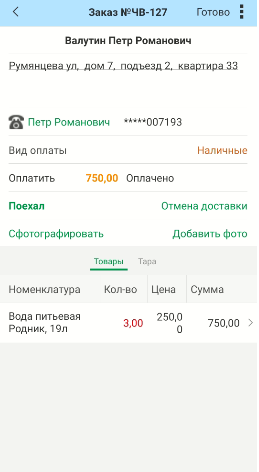 Заказ №ЧВ-127 Готово
Валутин Петр Романович
Румянцева ул, дом 7, подъезд 2, квартира 33
Петр Романович *****007193
Вид оплаты Наличные
Оплатить 750,00 Оплачено
Поехал Отмена доставки
Сфотографировать Добавить фото
Товары Тара
Номенклатура Кол-во Цена Сумма
Вода питьевая 250,0
Родник, 19л 3,00 0 750,00